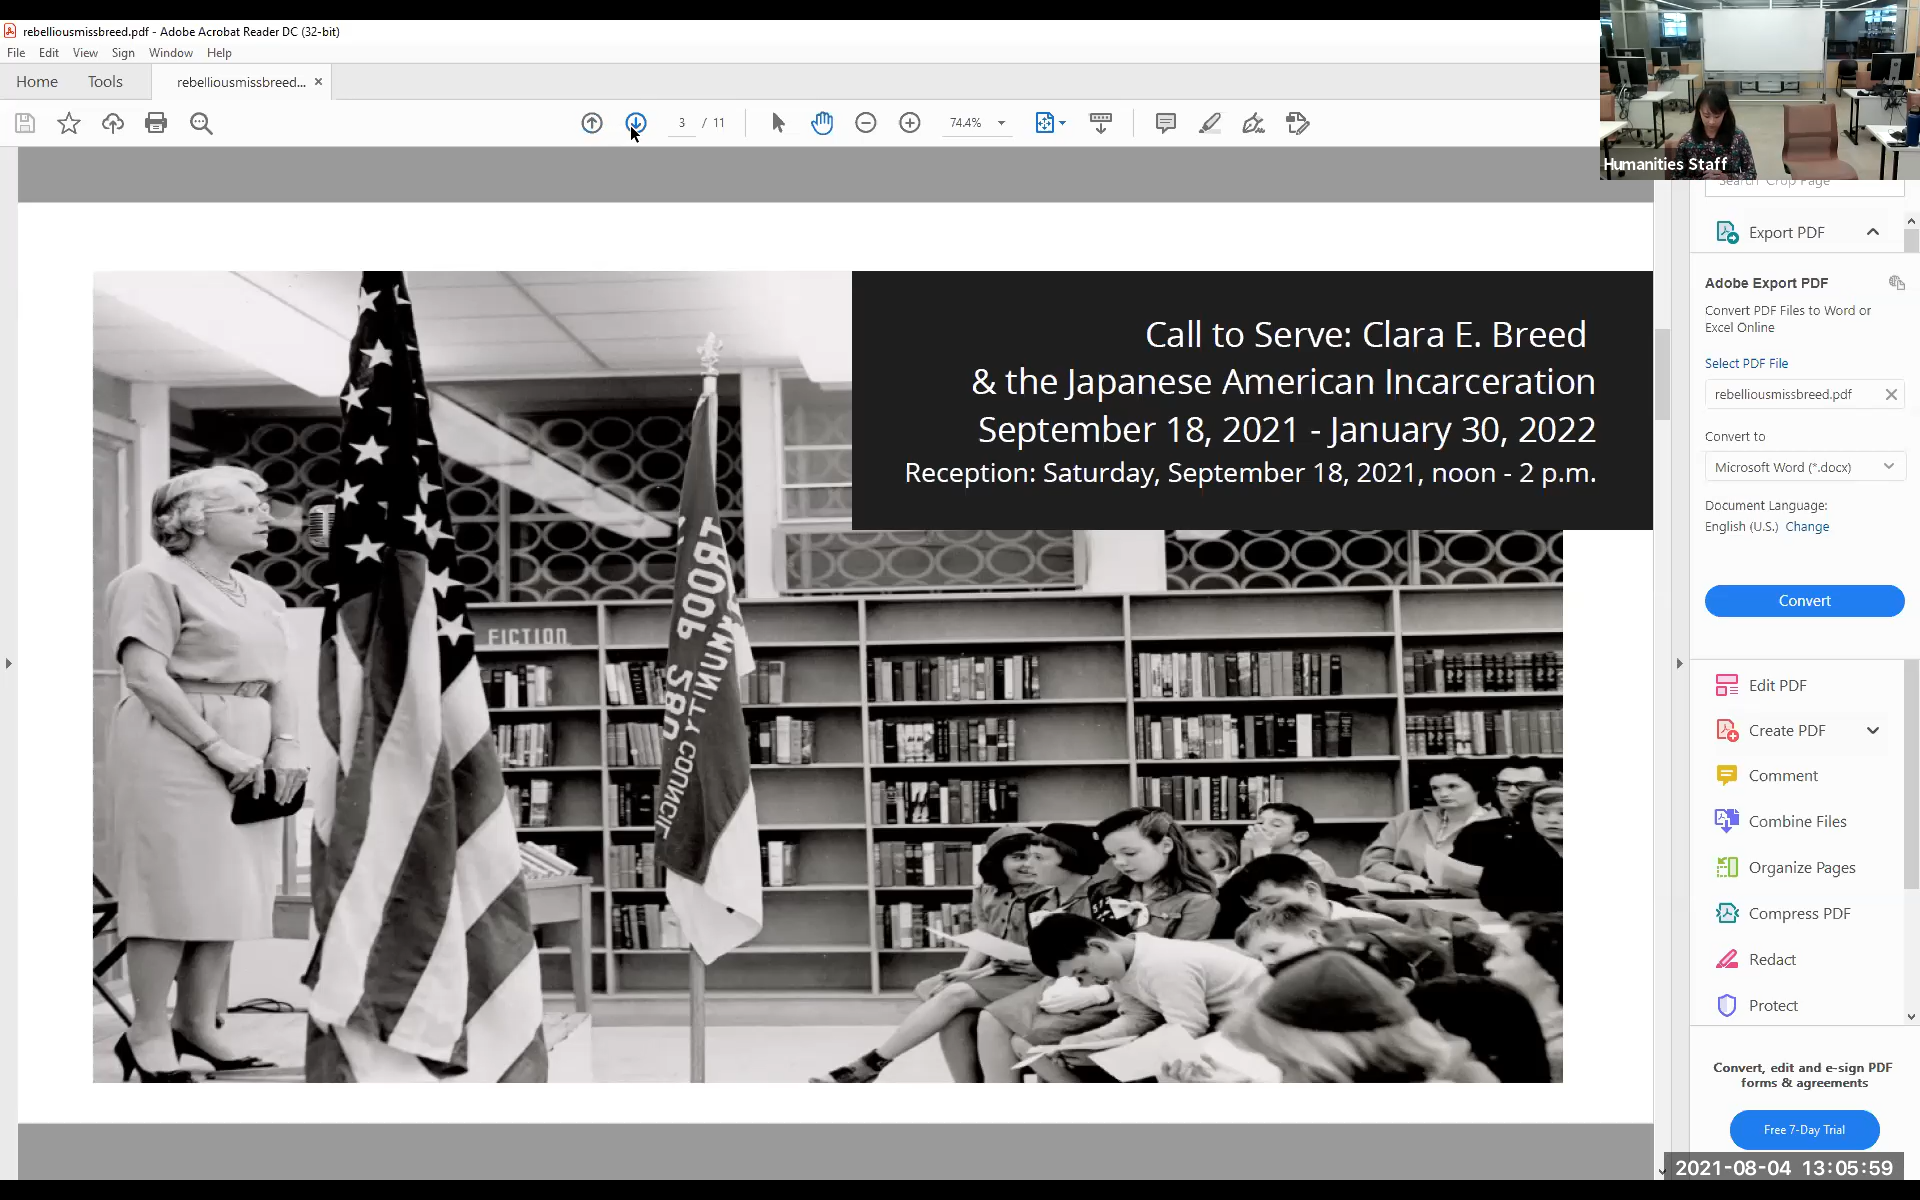 rebelliousmissbreed.pdf - Adobe Acrobat Reader DC (32-bit)
File Edit View Sign Window Help
Home Tools rebelliousmissbreed... ×
3 / 11 74.4%
Humanities Staff
Search 'Crop Page'
Export PDF
Adobe Export PDF
Convert PDF Files to Word or
Excel Online
Select PDF File
rebelliousmissbreed.pdf
Convert to
Microsoft Word (*.docx)
Document Language:
English (U.S.) Change
Convert
Edit PDF
Create PDF
Comment
Combine Files
Organize Pages
Compress PDF
Redact
Protect
Convert, edit and e-sign PDF
forms & agreements
Free 7-Day Trial
2021-08-04 13:05:59
Call to Serve: Clara E. Breed
& the Japanese American Incarceration
September 18, 2021 - January 30, 2022
Reception: Saturday, September 18, 2021, noon - 2 p.m.
FICTION
TROOP 280
COUNCIL